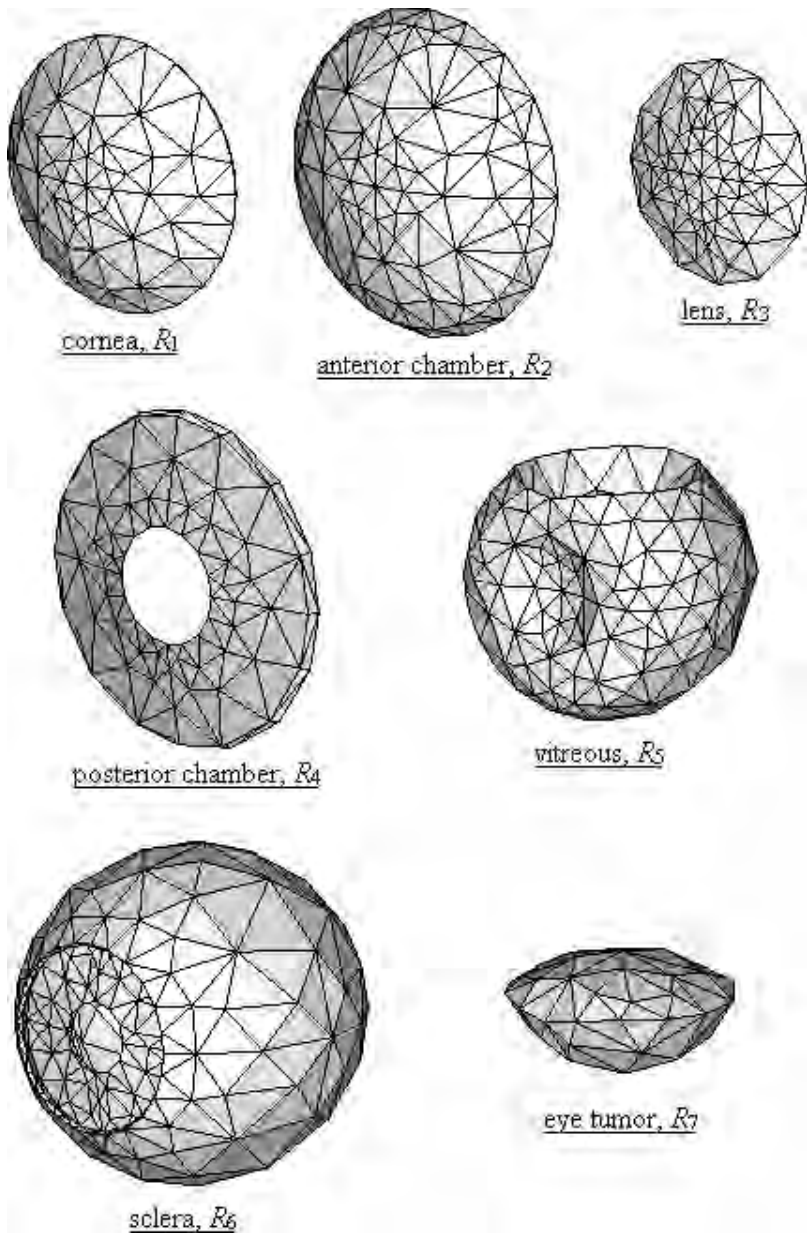 cornea, R1
anterior chamber, R2
lens, R3
posterior chamber, R4
vitreous, R5
sclera, R6
eye tumor, R7